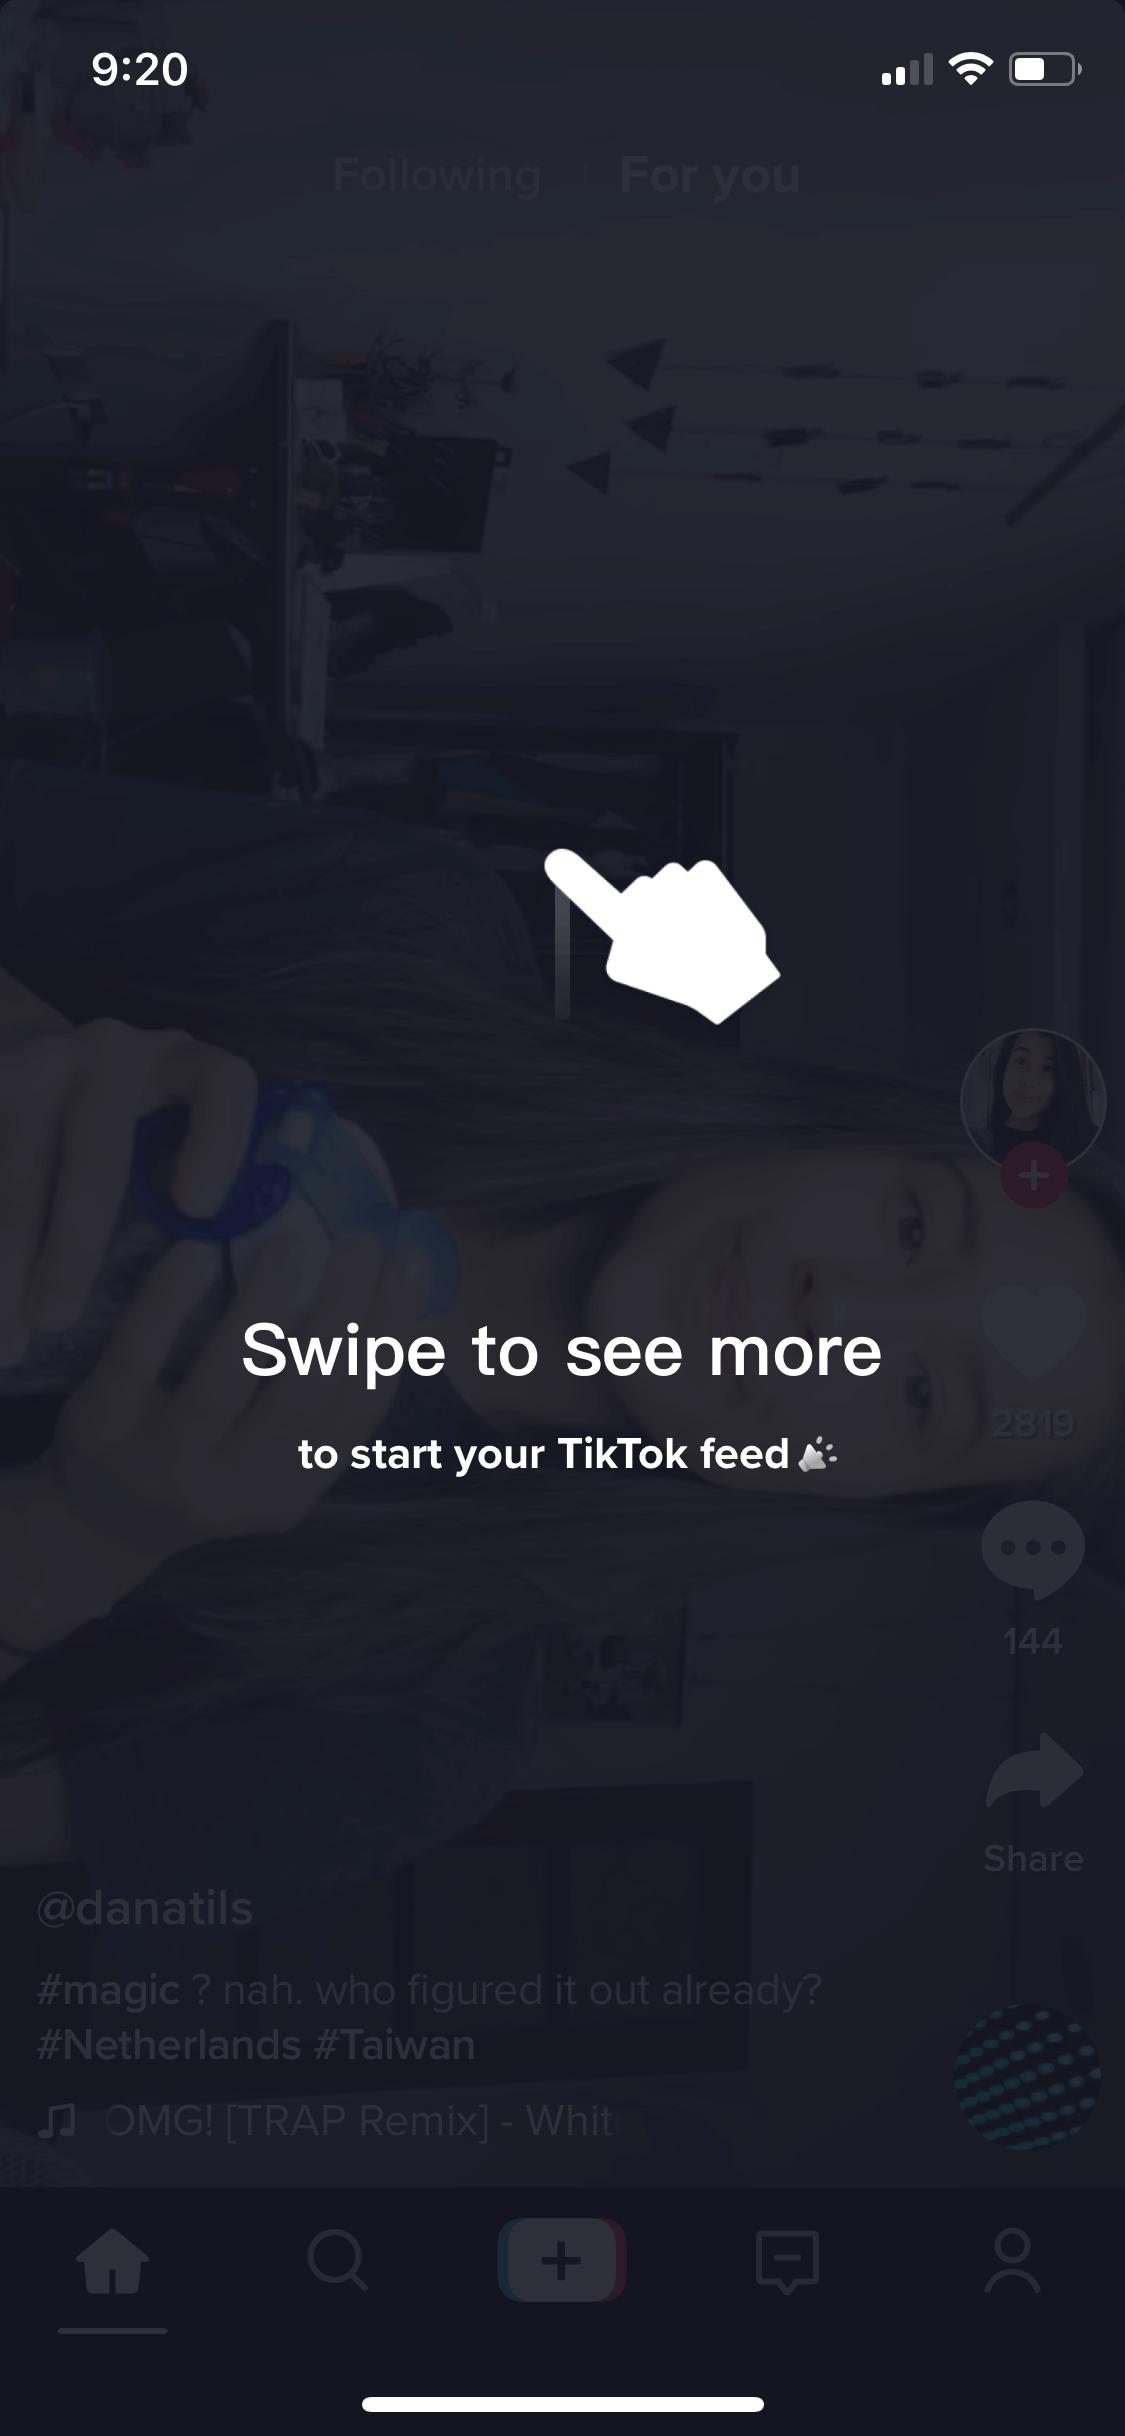 9:20
Following | For you
Swipe to see more
to start your TikTok feed
2819
144
Share
@danatils
#magic ? nah. who figured it out already?
#Netherlands #Taiwan
OMG! [TRAP Remix] - Whit